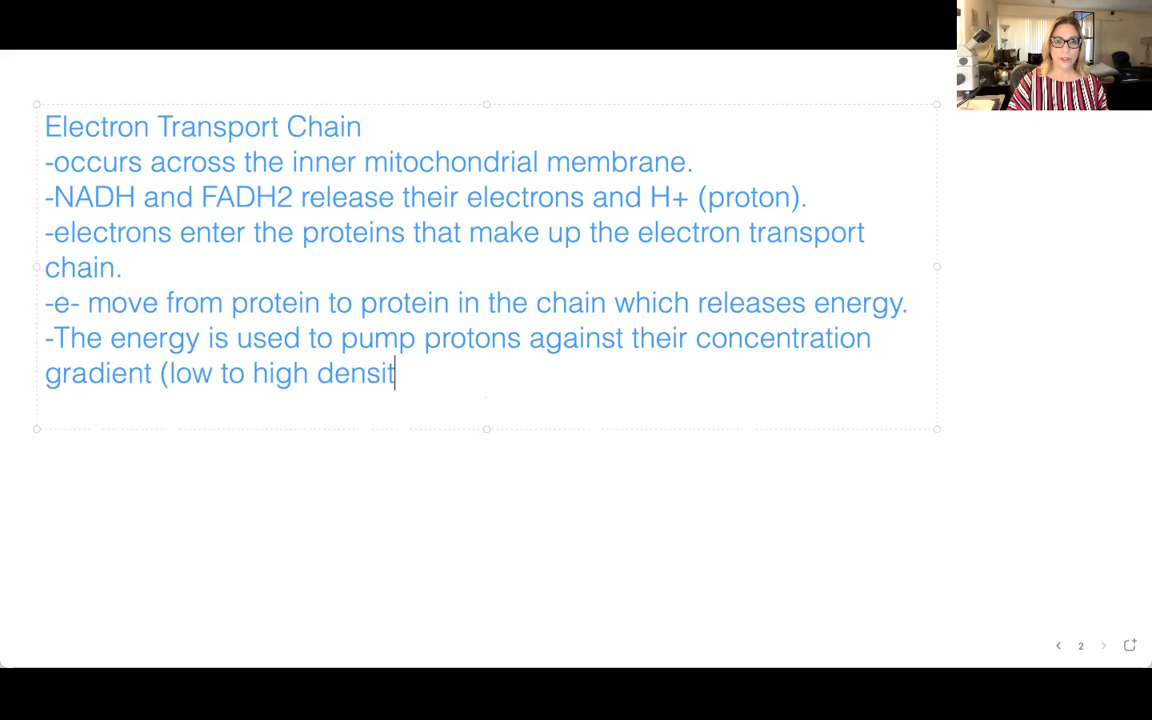 Electron Transport Chain
-occurs across the inner mitochondrial membrane.
-NADH and FADH2 release their electrons and H+ (proton).
-electrons enter the proteins that make up the electron transport
chain.
-e- move from protein to protein in the chain which releases energy.
-The energy is used to pump protons against their concentration
gradient (low to high densit
2